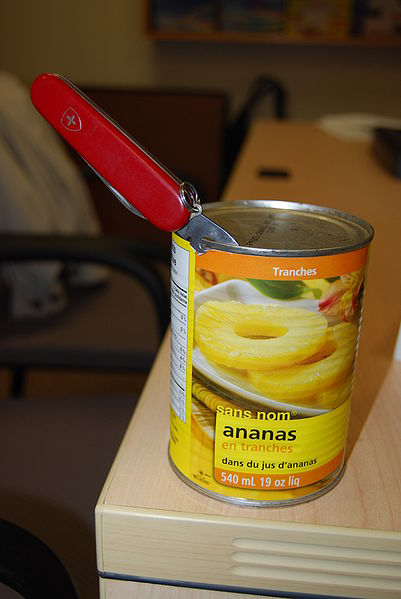 Tranches
sans nom®
ananas
en tranches
dans du jus d'ananas
540 mL 19 oz liq